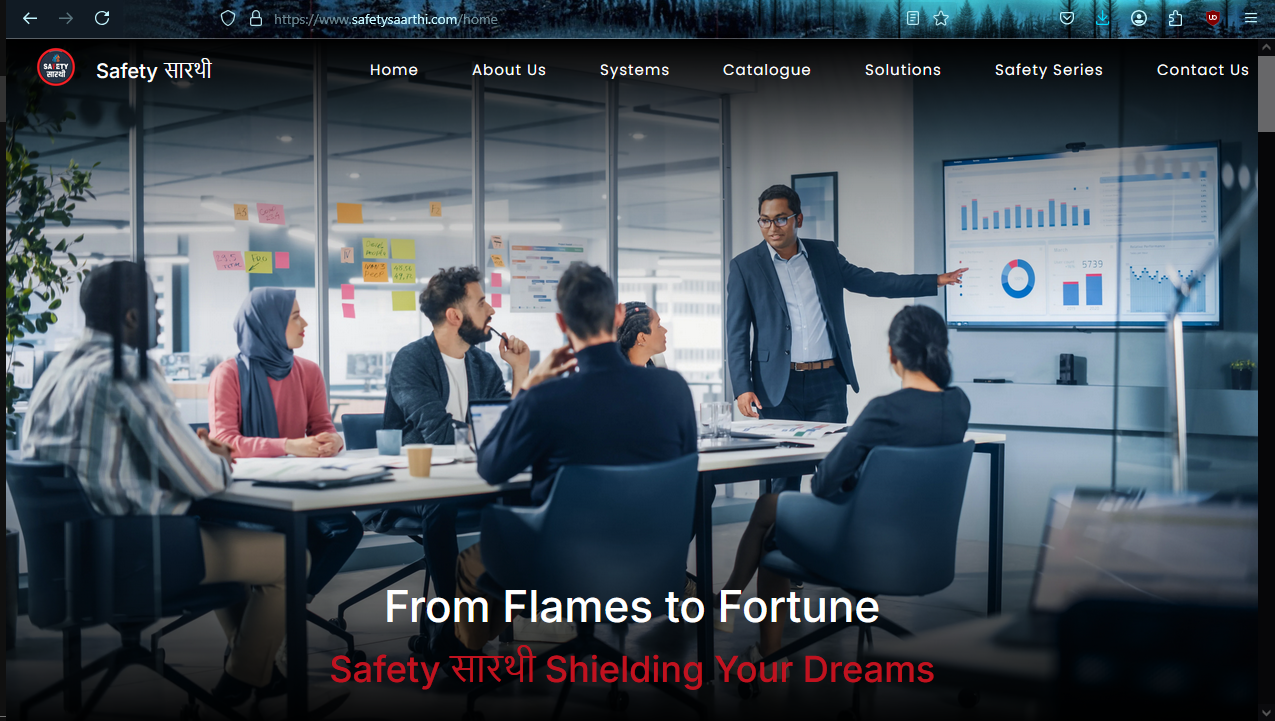 https://www.safetysaarthi.com/home
SAFETY
सारथी
Safety सारथी
Home
About Us
Systems
Catalogue
Solutions
Safety Series
Contact Us
5739
From Flames to Fortune
Safety सारथी Shielding Your Dreams